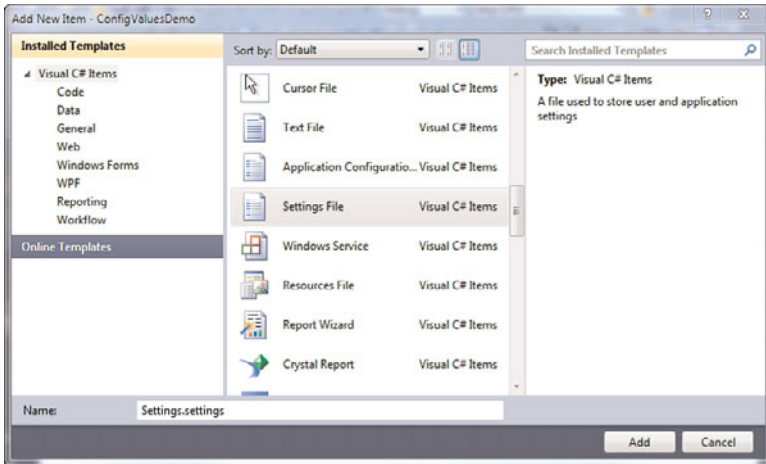 Add New Item - ConfigValuesDemo
Installed Templates
Visual C# Items
Code
Data
General
Web
Windows Forms
WPF
Reporting
Workflow
Online Templates
Sort by: Default
Cursor File Visual C# Items
Text File Visual C# Items
Application Configuratio... Visual C# Items
Settings File Visual C# Items
Windows Service Visual C# Items
Resources File Visual C# Items
Report Wizard Visual C# Items
Crystal Report Visual C# Items
Search Installed Templates
Type: Visual C# Items
A file used to store user and application
settings
Name: Settings.settings
Add Cancel